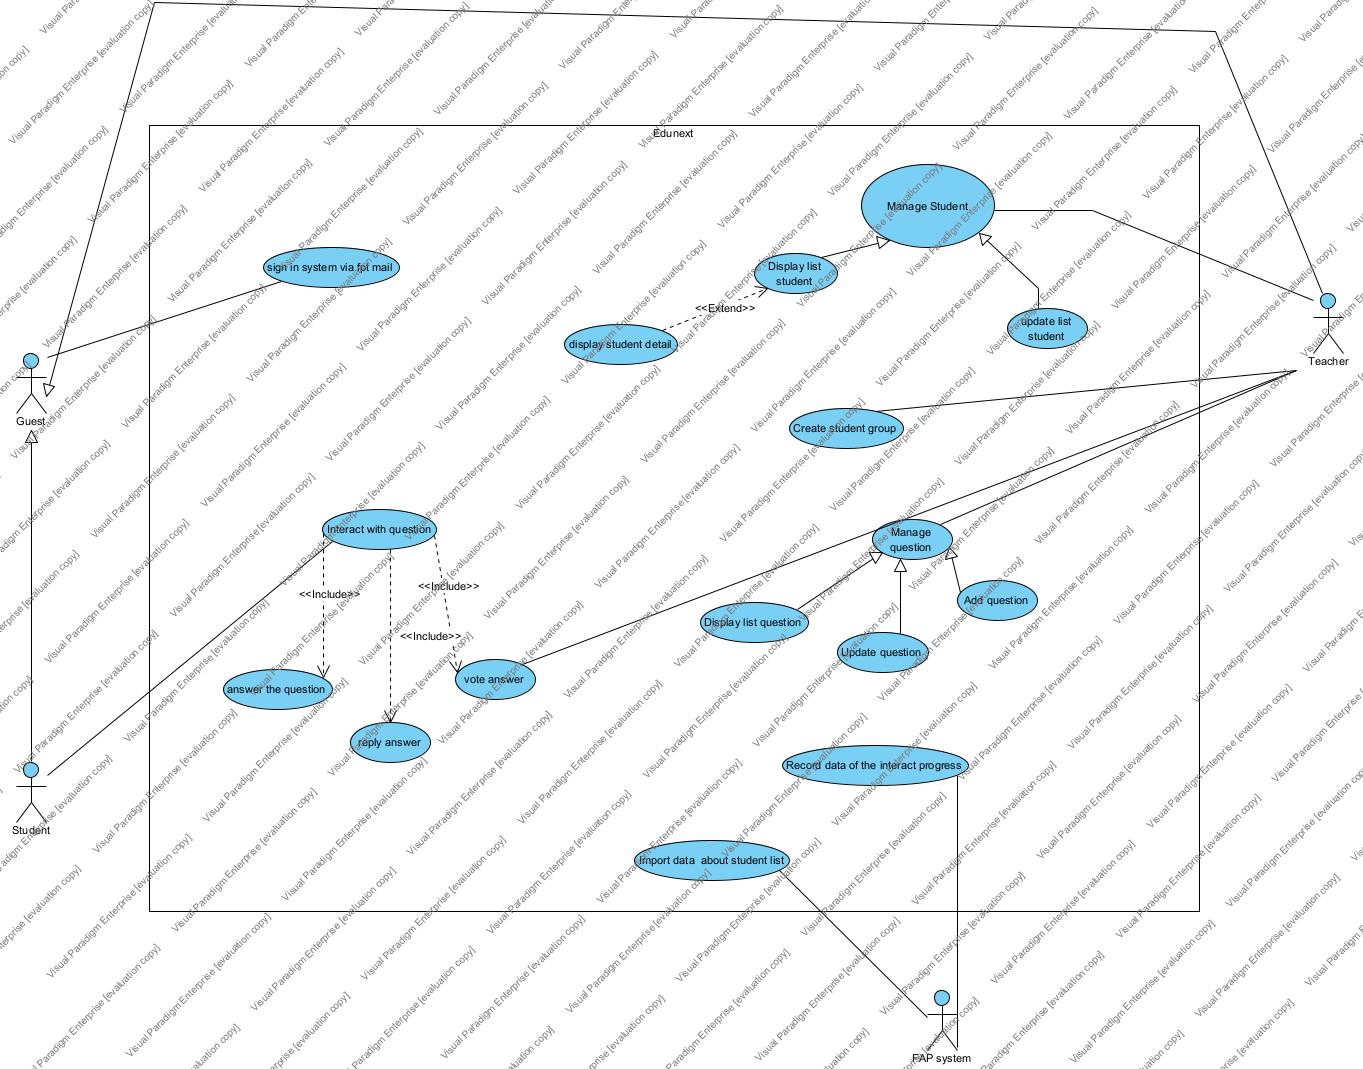 Edunext
Manage Student
sign in system via fpt mail
Display list
student
<<Extend>>
update list
student
display student detail
Teacher
Guest
Create student group
Interact with question
Manage
question
<<Include>>
<<Include>>
Add question
Display list question
<<Include>>
Update question
vote answer
answer the question
reply answer
Record data of the interact progress
Student
Import data  about student list
FAP system
Visual Paradigm Enterprise [evaluation copy]